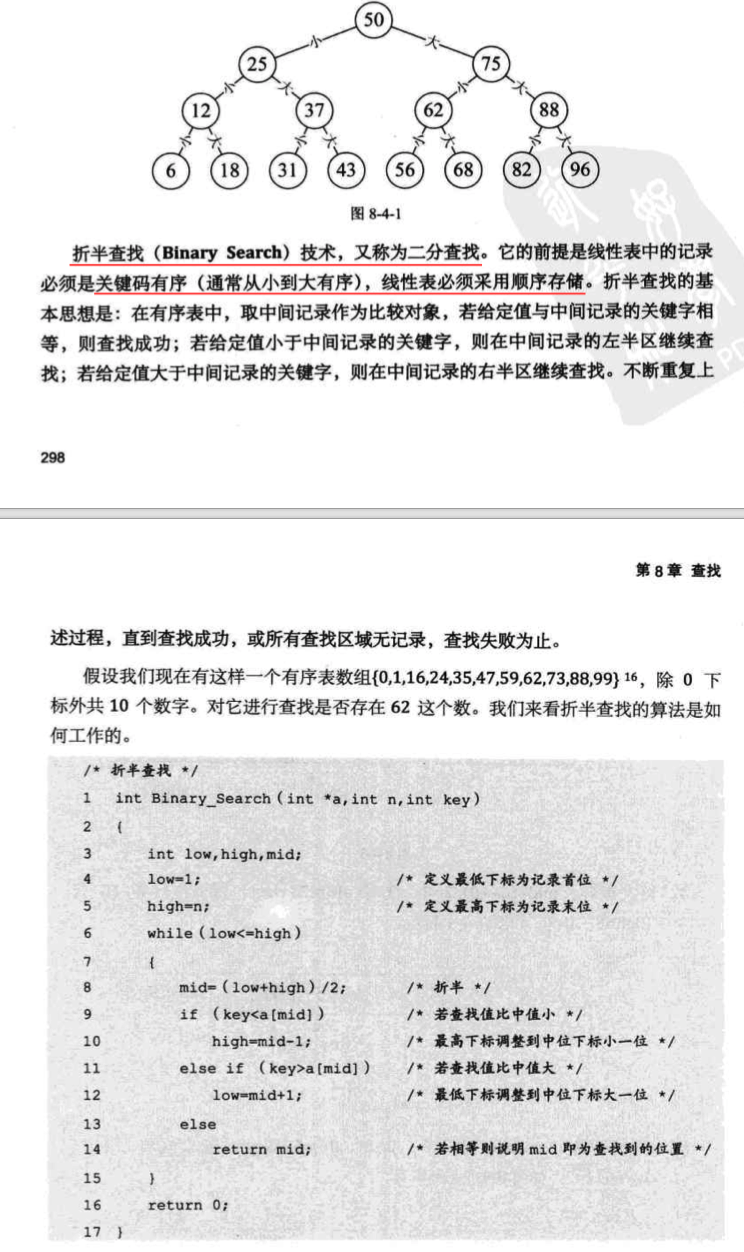 50
小 大
25 75
小 大 小 大
12 37 62 88
小 大 小 大 小 大 小 大
6 18 31 43 56 68 82 96
图 8-4-1
折半查找（Binary Search）技术，又称为二分查找。它的前提是线性表中的记录
必须是关键码有序（通常从小到大有序），线性表必须采用顺序存储。折半查找的基
本思想是：在有序表中，取中间记录作为比较对象，若给定值与中间记录的关键字相
等，则查找成功；若给定值小于中间记录的关键字，则在中间记录的左半区继续查
找；若给定值大于中间记录的关键字，则在中间记录的右半区继续查找。不断重复上
298
第 8 章 查找
述过程，直到查找成功，或所有查找区域无记录，查找失败为止。
假设我们现在有这样一个有序表数组{0,1,16,24,35,47,59,62,73,88,99} 16，除 0 下
标外共 10 个数字。对它进行查找是否存在 62 这个数。我们来看折半查找的算法是如
何工作的。
/* 折半查找 */
1 int Binary_Search（int *a,int n,int key）
2 {
3 int low,high,mid;
4 low=1; /* 定义最低下标为记录首位 */
5 high=n; /* 定义最高下标为记录末位 */
6 while（low<=high）
7 {
8 mid=（low+high）/2; /* 折半 */
9 if （key<a[mid]） /* 若查找值比中值小 */
10 high=mid-1; /* 最高下标调整到中位下标小一位 */
11 else if （key>a[mid]） /* 若查找值比中值大 */
12 low=mid+1; /* 最低下标调整到中位下标大一位 */
13 else
14 return mid; /* 若相等则说明 mid 即为查找到的位置 */
15 }
16 return 0;
17 }
PD